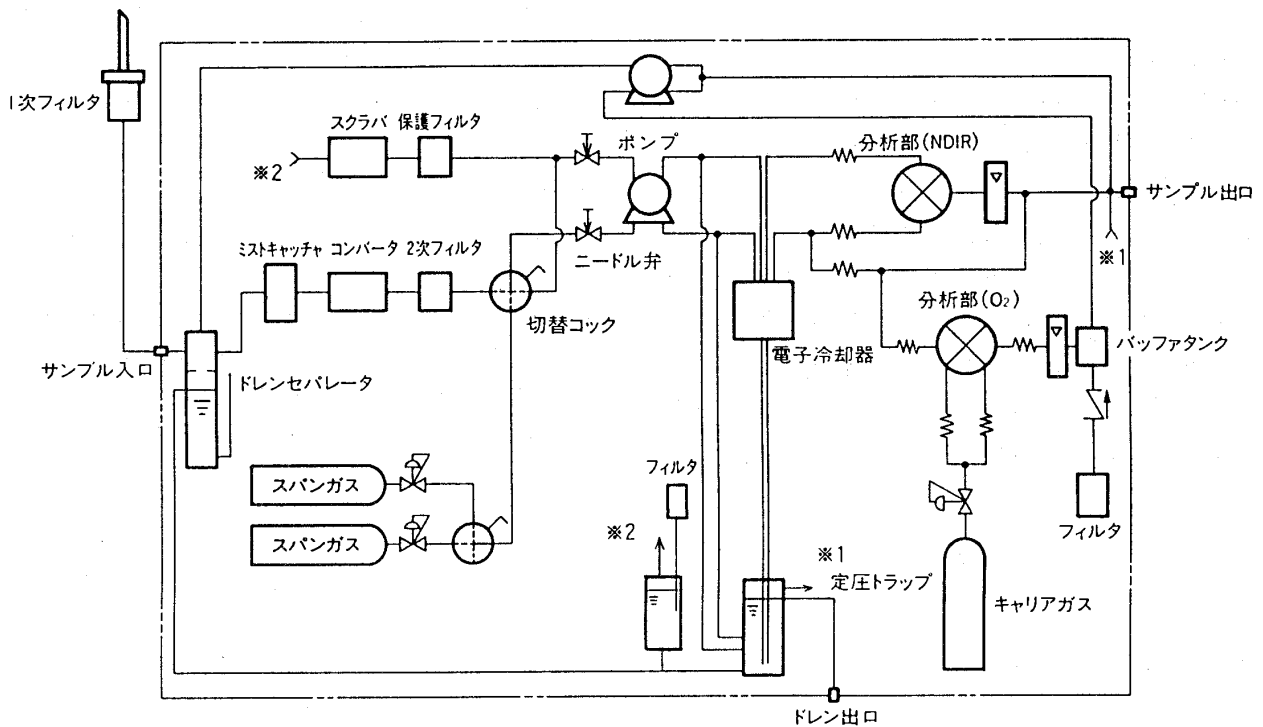 1次フィルタ
スクラバ 保護フィルタ
※2
ポンプ
分析部(NDIR)
サンプル出口
※1
ミストキャッチャ コンバータ 2次フィルタ
ニードル弁
切替コック
分析部(O₂)
電子冷却器
バッファタンク
サンプル入口
ドレンセパレータ
スパンガス
スパンガス
フィルタ
※2
※1
定圧トラップ
フィルタ
キャリアガス
ドレン出口